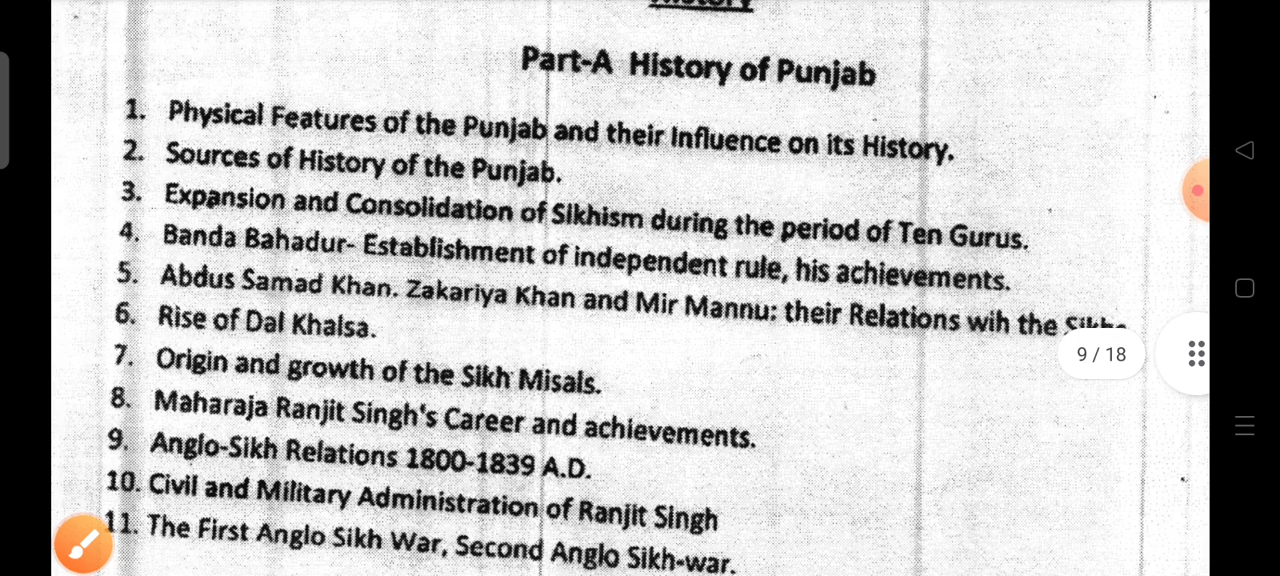 History
Part-A History of Punjab
1. Physical Features of the Punjab and their Influence on its History.
2. Sources of History of the Punjab.
3. Expansion and Consolidation of Sikhism during the period of Ten Gurus.
4. Banda Bahadur- Establishment of independent rule, his achievements.
5. Abdus Samad Khan. Zakariya Khan and Mir Mannu: their Relations wih the Sikhs
6. Rise of Dal Khalsa.
9 / 18
7. Origin and growth of the Sikh Misals.
8. Maharaja Ranjit Singh's Career and achievements.
9. Anglo-Sikh Relations 1800-1839 A.D.
10. Civil and Military Administration of Ranjit Singh
11. The First Anglo Sikh War, Second Anglo Sikh-war.